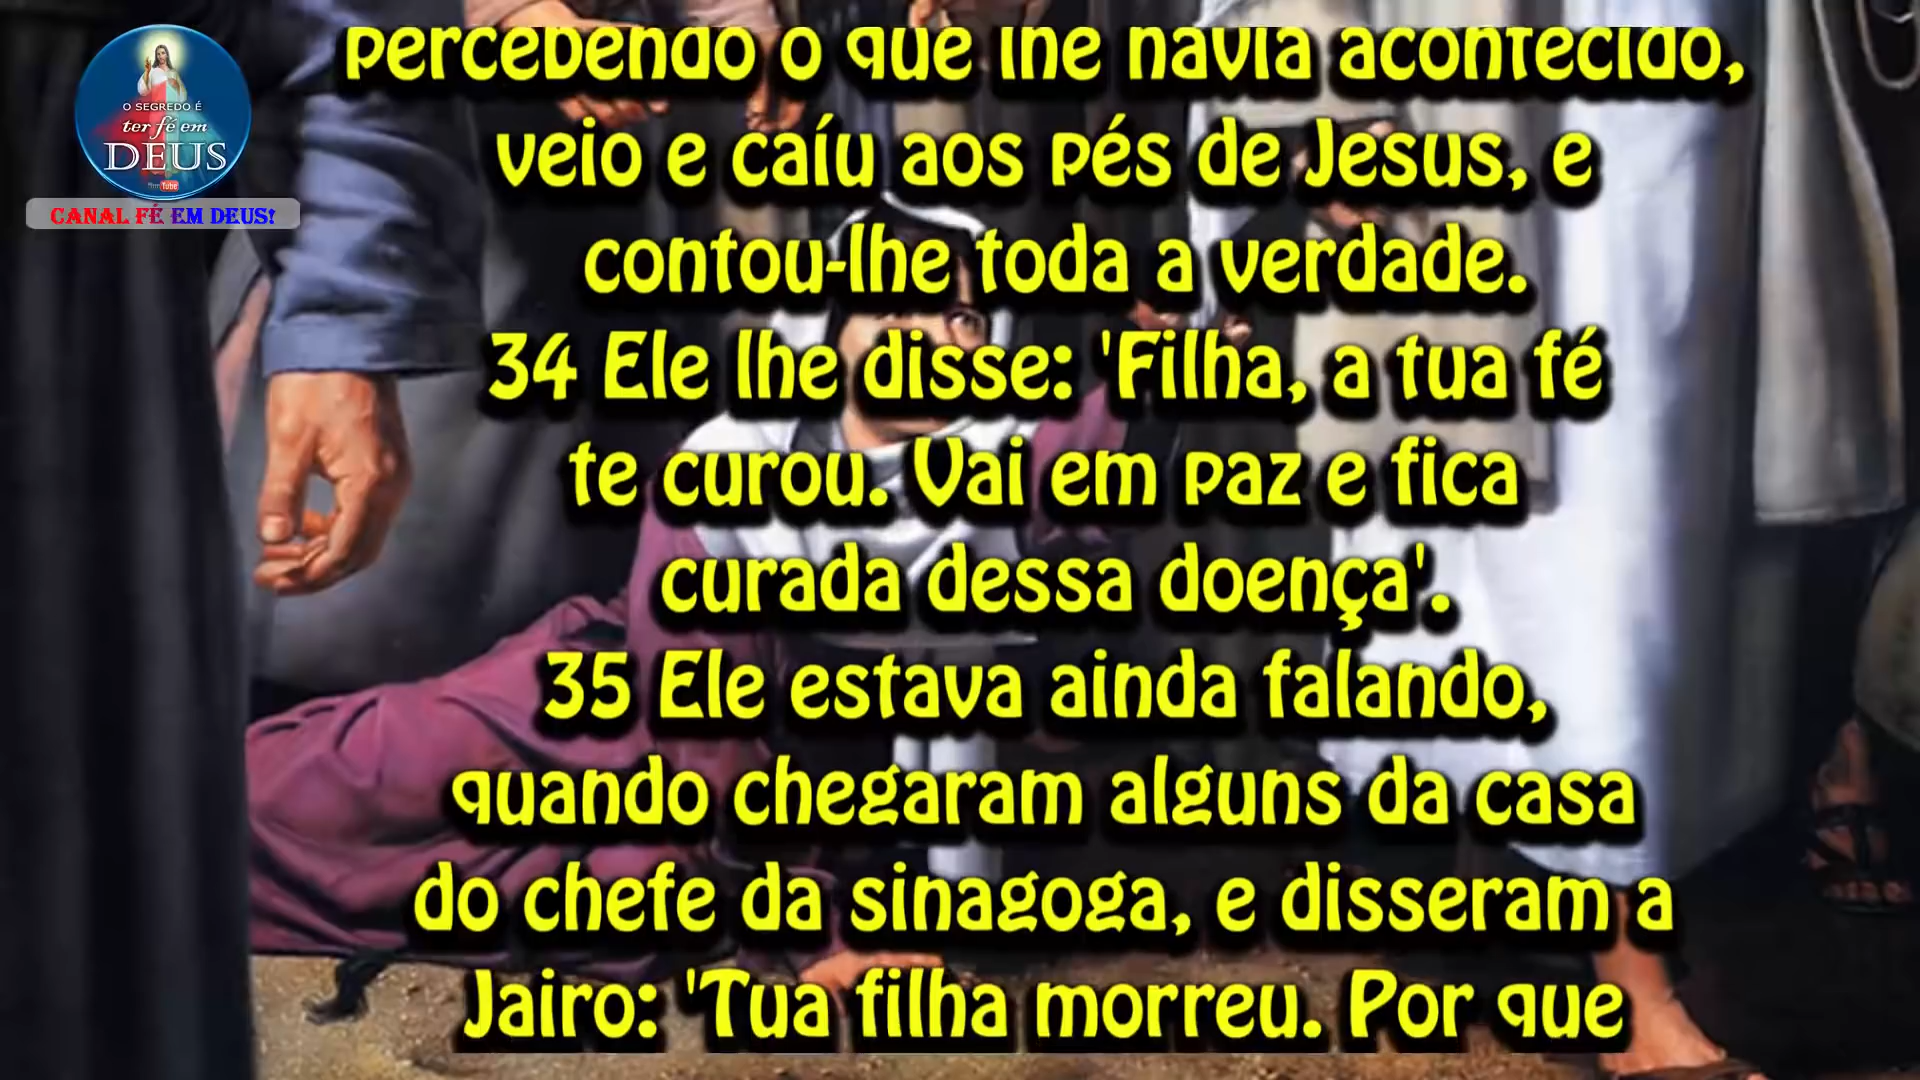 O SEGREDO É
ter fé em
DEUS
YouTube
CANAL FÉ EM DEUS!
percebendo o que lhe havia acontecido,
veio e caíu aos pés de Jesus, e
contou-lhe toda a verdade.
34 Ele lhe disse: 'Filha, a tua fé
te curou. Vai em paz e fica
curada dessa doença'.
35 Ele estava ainda falando,
quando chegaram alguns da casa
do chefe da sinagoga, e disseram a
Jairo: 'Tua filha morreu. Por que